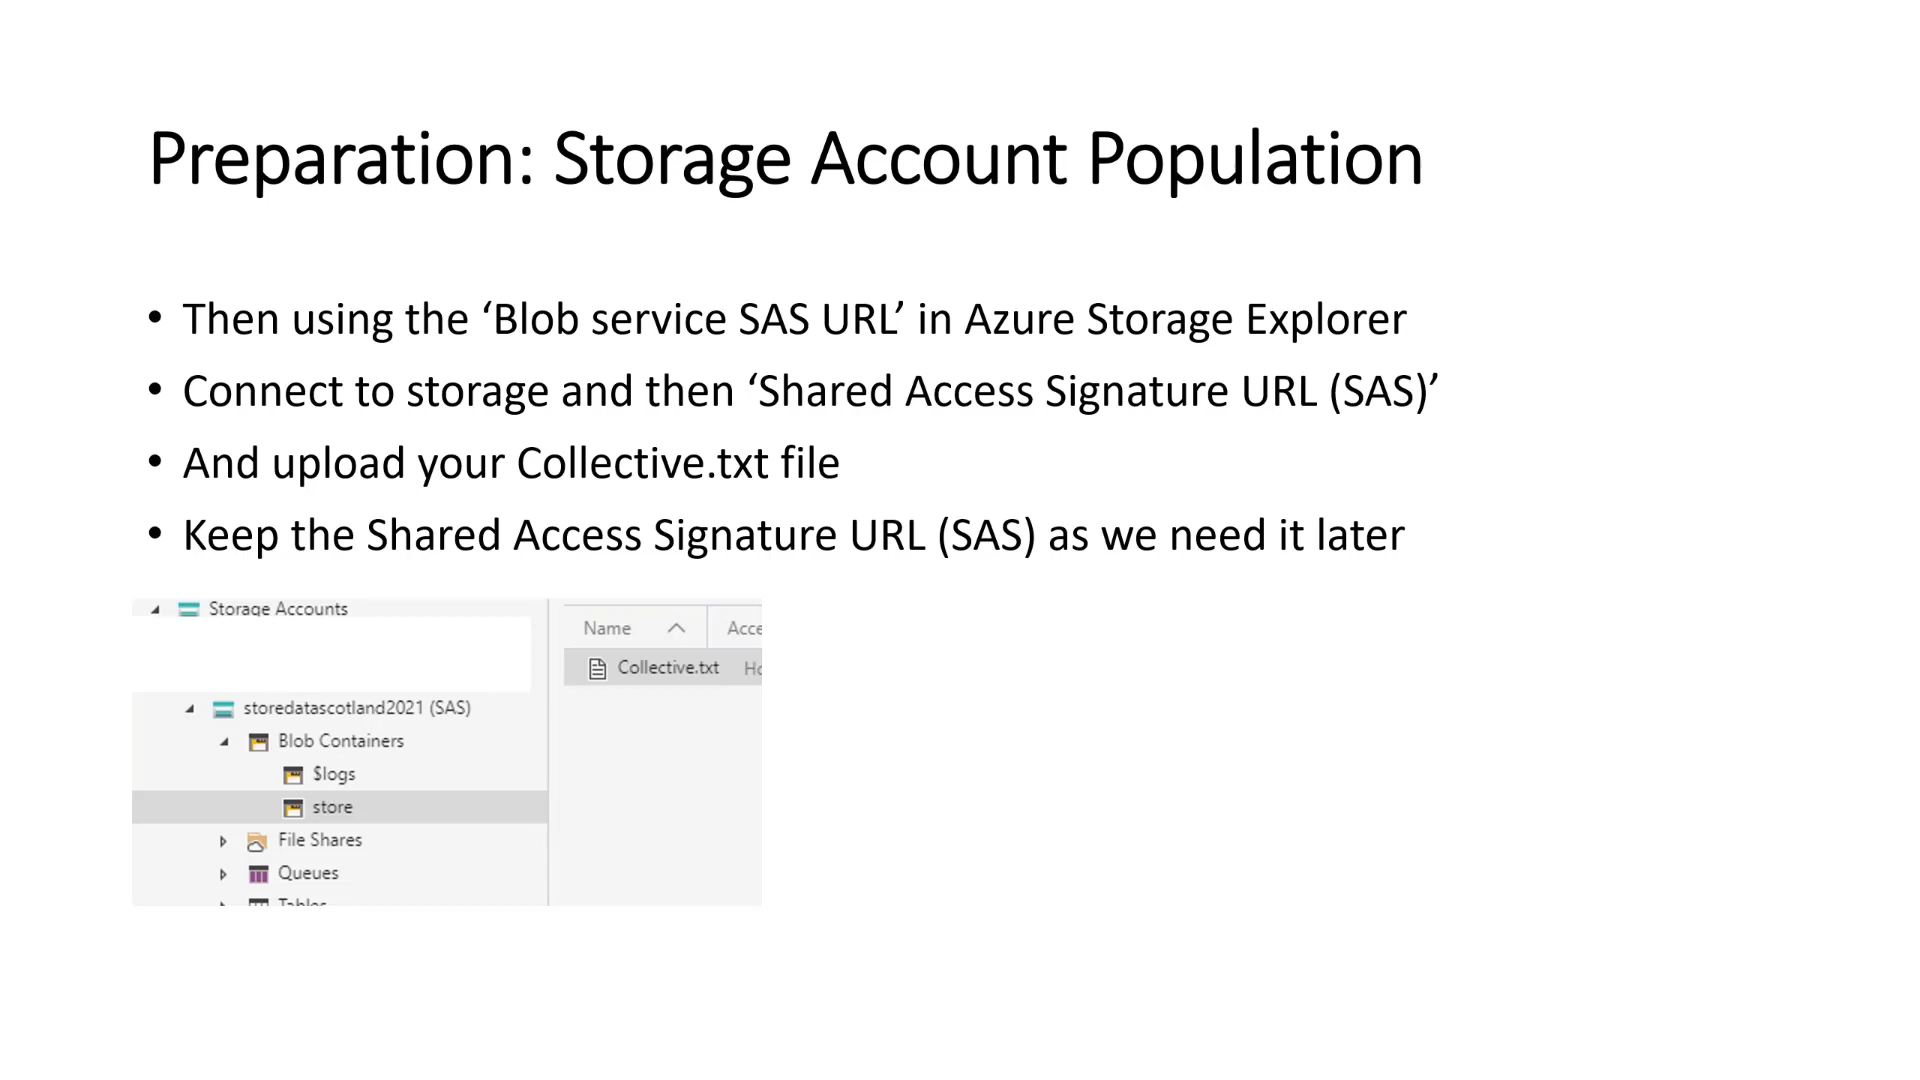 Preparation: Storage Account Population
• Then using the ‘Blob service SAS URL’ in Azure Storage Explorer
• Connect to storage and then ‘Shared Access Signature URL (SAS)’
• And upload your Collective.txt file
• Keep the Shared Access Signature URL (SAS) as we need it later
Storage Accounts
storedatascotland2021 (SAS)
Blob Containers
$logs
store
File Shares
Queues
Tables
Name Acce
Collective.txt Ho